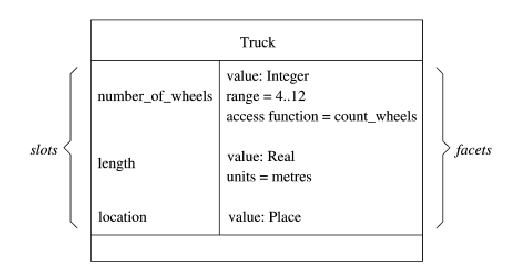 Truck
slots
number_of_wheels
value: Integer
range = 4..12
access function = count_wheels
length
value: Real
units = metres
location
value: Place
facets